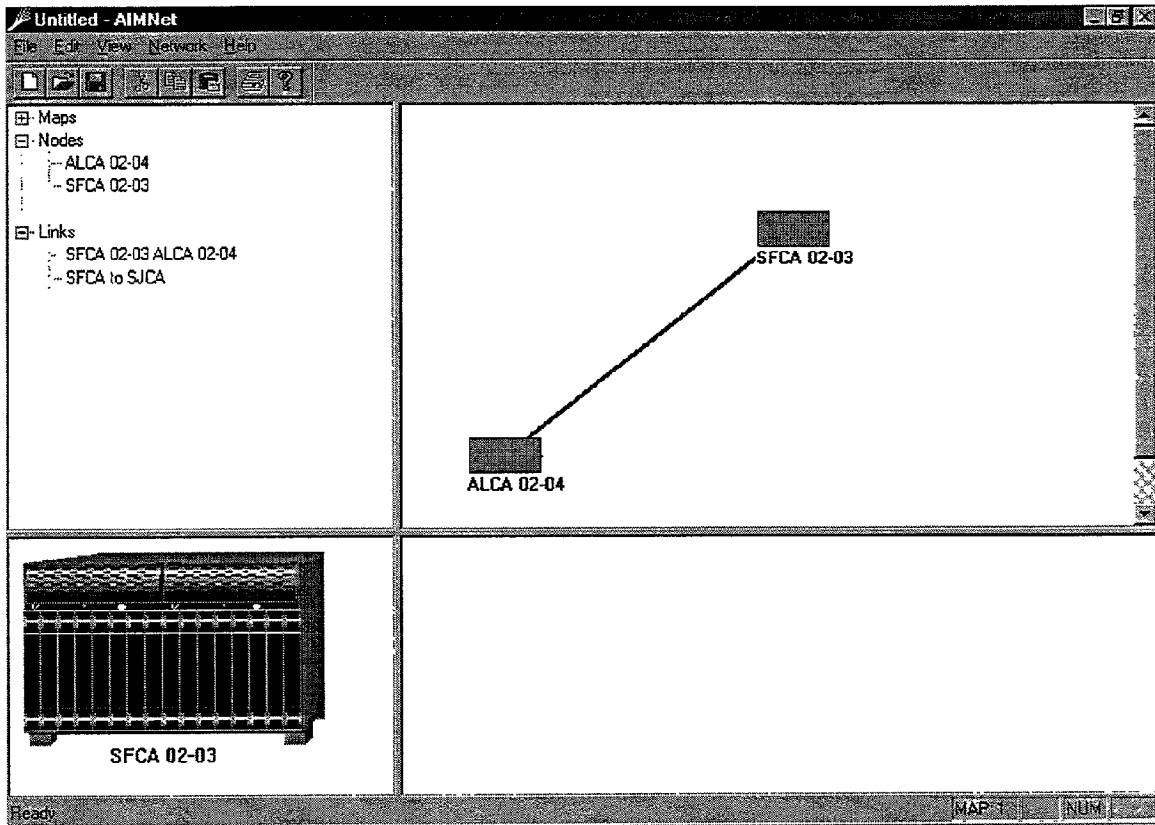 Untitled - AIMNet
File Edit View Network Help
Maps
Nodes
ALCA 02-04
SFCA 02-03
Links
SFCA 02-03 ALCA 02-04
SFCA to SJCA
SFCA 02-03
ALCA 02-04
SFCA 02-03
Ready MAP 1 NUM